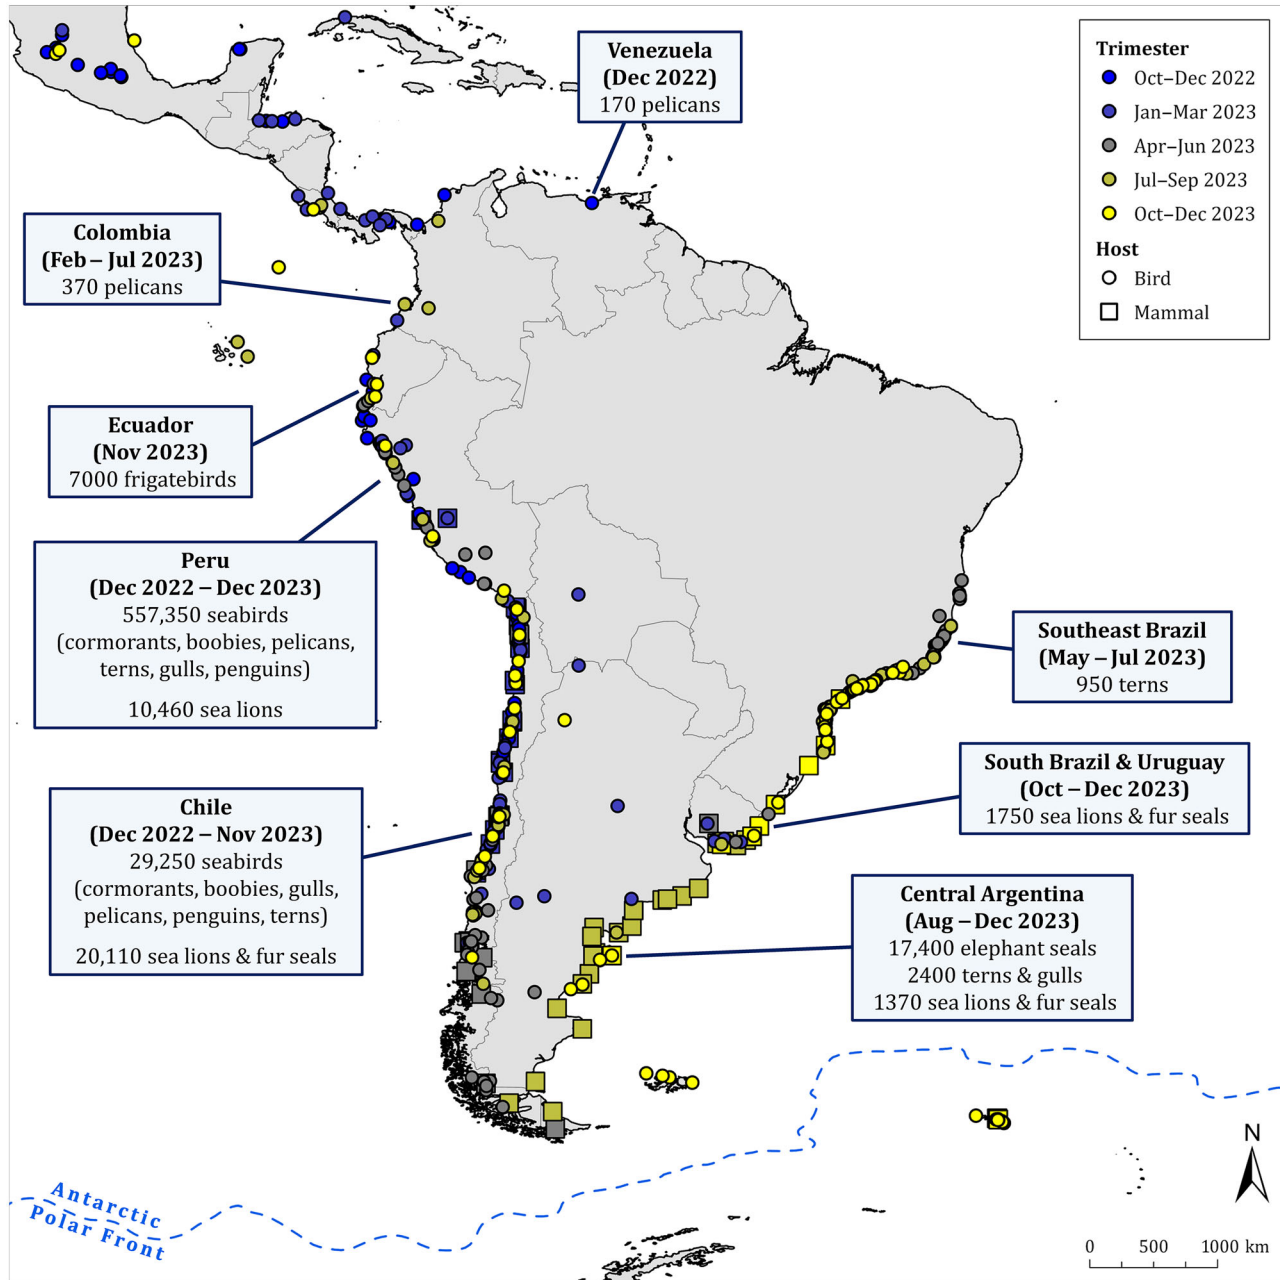 Venezuela
(Dec 2022)
170 pelicans
Trimester
Oct–Dec 2022
Jan–Mar 2023
Apr–Jun 2023
Jul–Sep 2023
Oct–Dec 2023
Host
Bird
Mammal
Colombia
(Feb – Jul 2023)
370 pelicans
Ecuador
(Nov 2023)
7000 frigatebirds
Peru
(Dec 2022 – Dec 2023)
557,350 seabirds
(cormorants, boobies, pelicans,
terns, gulls, penguins)
10,460 sea lions
Southeast Brazil
(May – Jul 2023)
950 terns
South Brazil & Uruguay
(Oct – Dec 2023)
1750 sea lions & fur seals
Chile
(Dec 2022 – Nov 2023)
29,250 seabirds
(cormorants, boobies, gulls,
pelicans, penguins, terns)
20,110 sea lions & fur seals
Central Argentina
(Aug – Dec 2023)
17,400 elephant seals
2400 terns & gulls
1370 sea lions & fur seals
Antarctic
Polar Front
N
0 500 1000 km